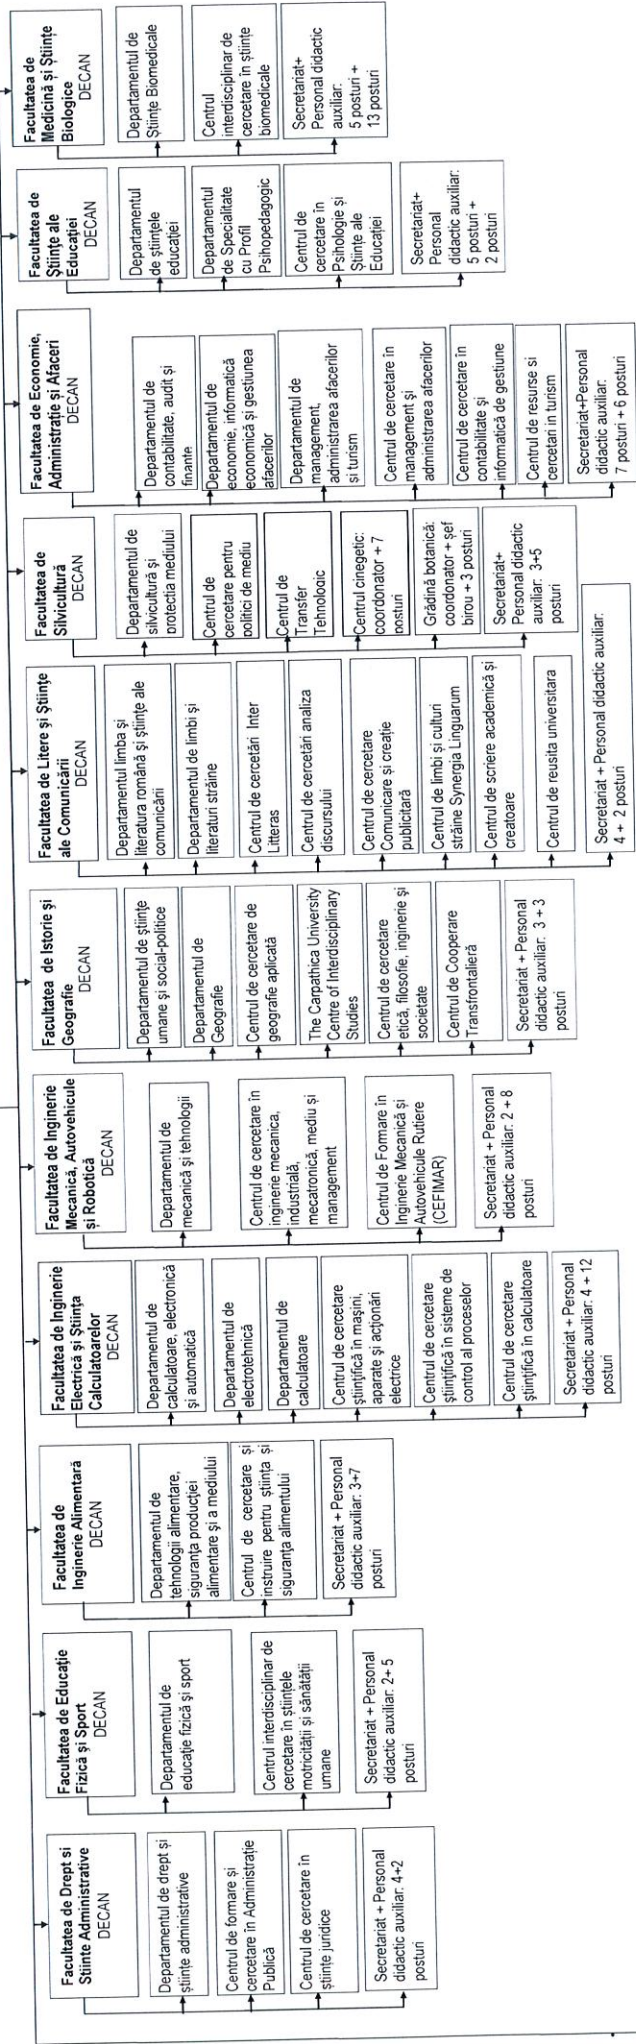 Facultatea de Drept si
Stiinte Administrative
DECAN
Departamentul de drept și
științe administrative
Centrul de formare și
cercetare în Administrație
Publică
Centrul de cercetare în
științe juridice
Secretariat + Personal
didactic auxiliar: 4+2
posturi
Facultatea de Educație
Fizică și Sport
DECAN
Departamentul de
educație fizică și sport
Centrul interdisciplinar de
cercetare în științele
motricității și sănătății
umane
Secretariat + Personal
didactic auxiliar: 2+ 5
posturi
Facultatea de
Inginerie Alimentară
DECAN
Departamentul de
tehnologii alimentare,
siguranța producției
alimentare și a mediului
Centrul de cercetare și
instruire pentru știința și
siguranța alimentului
Secretariat + Personal
didactic auxiliar: 3+7
posturi
Facultatea de Inginerie
Electrică și Știința
Calculatoarelor
DECAN
Departamentul de
calculatoare, electronică
și automatică
Departamentul de
electrotehnică
Departamentul de
calculatoare
Centrul de cercetare
științifică în mașini,
aparate și acționări
electrice
Centrul de cercetare
științifică în sisteme de
control al proceselor
Centrul de cercetare
științifică în calculatoare
Secretariat + Personal
didactic auxiliar: 4 + 12
posturi
Facultatea de Inginerie
Mecanică, Autovehicule
și Robotică
DECAN
Departamentul de
mecanică și tehnologii
Centrul de cercetare în
inginerie mecanica,
industrială,
mecatronică, mediu și
management
Centrul de Formare în
Inginerie Mecanică și
Autovehicule Rutiere
(CEFIMAR)
Secretariat + Personal
didactic auxiliar: 2 + 8
posturi
Facultatea de Istorie și
Geografie
DECAN
Departamentul de științe
umane și social-politice
Departamentul de
Geografie
Centrul de cercetare de
geografie aplicată
The Carpathica University
Centre of Interdisciplinary
Studies
Centrul de cercetare
etică, filosofie, inginerie și
societate
Centrul de Cooperare
Transfrontalieră
Secretariat + Personal
didactic auxiliar: 3 + 3
posturi
Facultatea de Litere și Științe
ale Comunicării
DECAN
Departamentul limba și
literatura română și științe ale
comunicării
Departamentul de limbi și
literaturi străine
Centrul de cercetări Inter
Litteras
Centrul de cercetări analiza
discursului
Centrul de cercetare
Comunicare și creație
publicitară
Centrul de limbi și culturi
străine Synergia Linguarum
Centrul de scriere academică și
creatoare
Centrul de reusita universitara
Secretariat + Personal didactic auxiliar:
4 + 2 posturi
Facultatea de
Silvicultură
DECAN
Departamentul de
silvicultură și
protectia mediului
Centrul de
cercetare pentru
politici de mediu
Centrul de
Transfer
Tehnologic
Centrul cinegetic:
coordonator + 7
posturi
Grădină botanică:
coordonator + șef
birou + 3 posturi
Secretariat+
Personal didactic
auxiliar: 3+5
posturi
Facultatea de Economie,
Administrație și Afaceri
DECAN
Departamentul de
contabilitate, audit și
finante
Departamentul de
economie, informatică
economică și gestiunea
afacerilor
Departamentul de
management,
administrarea afacerilor
si turism
Centrul de cercetare în
management și
administrarea afacerilor
Centrul de cercetare în
contabilitate și
informatică de gestiune
Centrul de resurse si
cercetari in turism
Secretariat+Personal
didactic auxiliar:
7 posturi + 6 posturi
Facultatea de
Științe ale
Educației
DECAN
Departamentul
de științele
educației
Departamentul
de Specialitate
cu Profil
Psihopedagogic
Centrul de
cercetare în
Psihologie și
Științe ale
Educației
Secretariat+
Personal
didactic auxiliar:
5 posturi +
2 posturi
Facultatea de
Medicină și Științe
Biologice
DECAN
Departamentul de
Științe Biomedicale
Centrul
interdisciplinar de
cercetare în științe
biomedicale
Secretariat+
Personal didactic
auxiliar:
5 posturi +
13 posturi